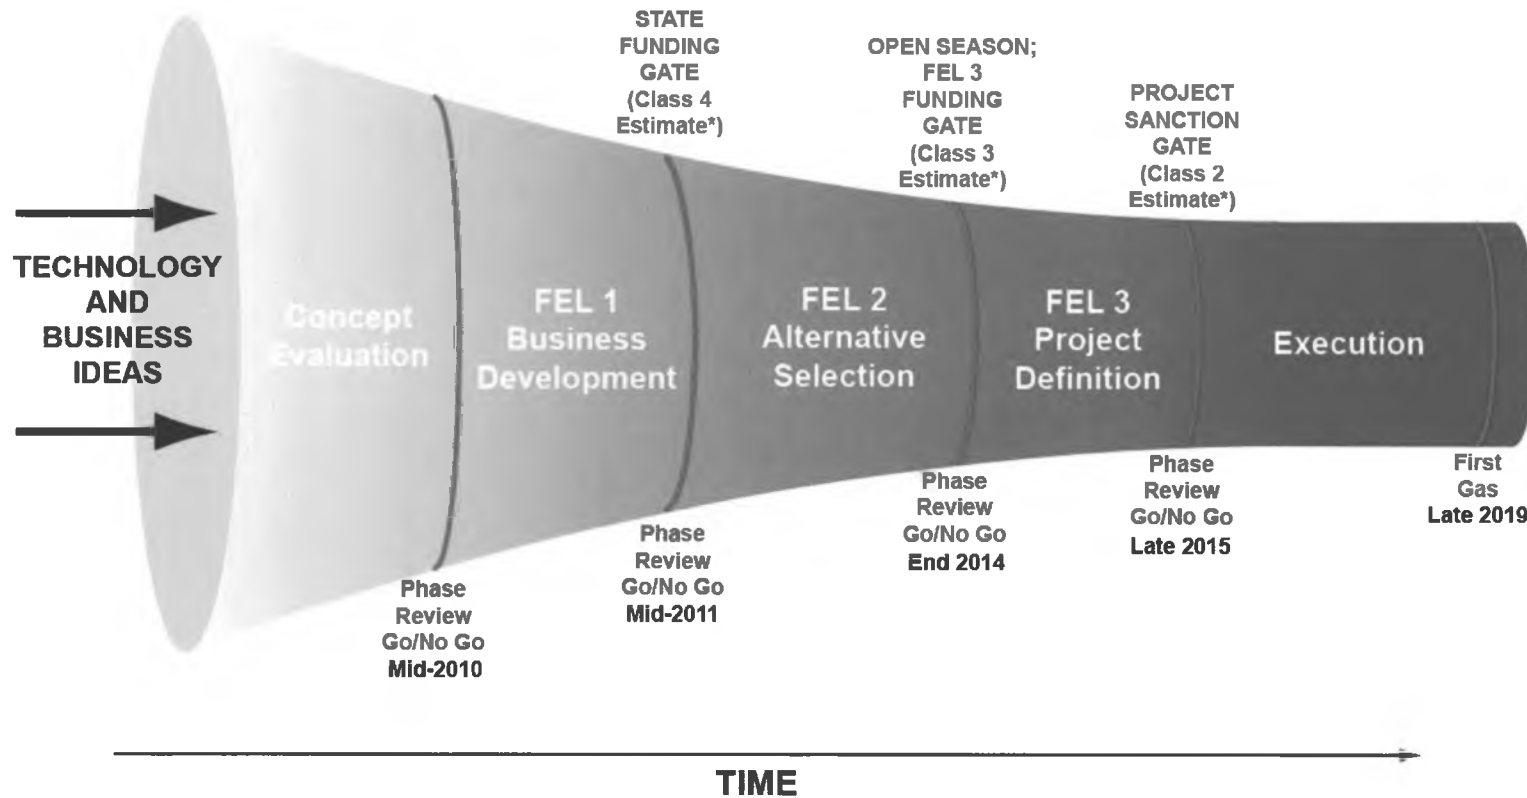 STATE
FUNDING
GATE
(Class 4
Estimate*)
OPEN SEASON;
FEL 3
FUNDING
GATE
(Class 3
Estimate*)
PROJECT
SANCTION
GATE
(Class 2
Estimate*)
TECHNOLOGY
AND
BUSINESS
IDEAS
Concept
Evaluation
FEL 1
Business
Development
FEL 2
Alternative
Selection
FEL 3
Project
Definition
Execution
Phase
Review
Go/No Go
Mid-2010
Phase
Review
Go/No Go
Mid-2011
Phase
Review
Go/No Go
End 2014
Phase
Review
Go/No Go
Late 2015
First
Gas
Late 2019
TIME